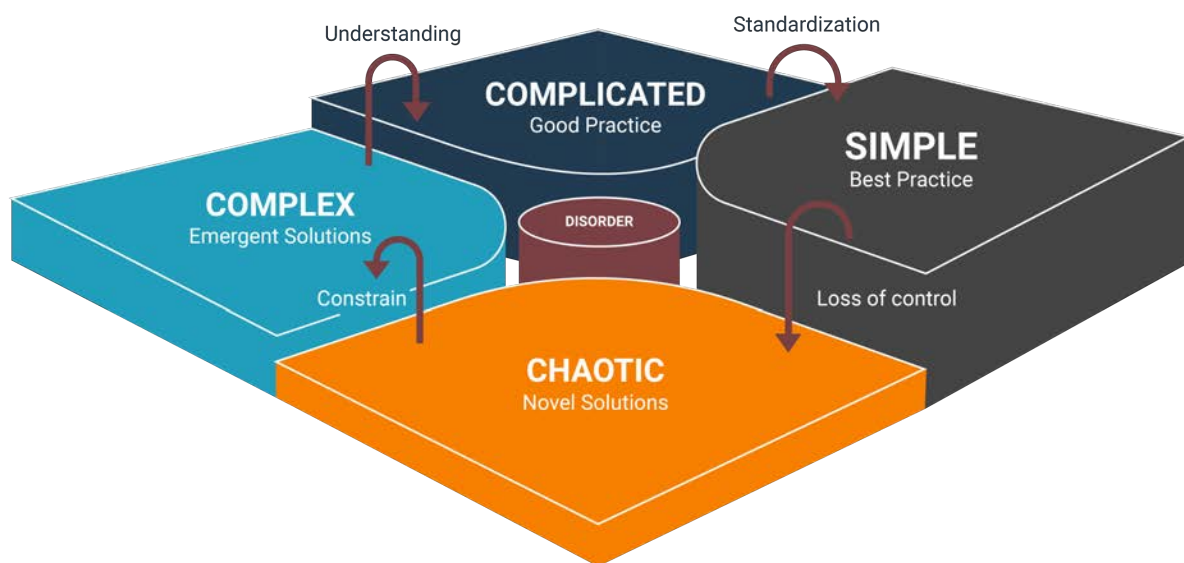 Understanding
Standardization
COMPLICATED
Good Practice
SIMPLE
Best Practice
COMPLEX
Emergent Solutions
DISORDER
Constrain
Loss of control
CHAOTIC
Novel Solutions